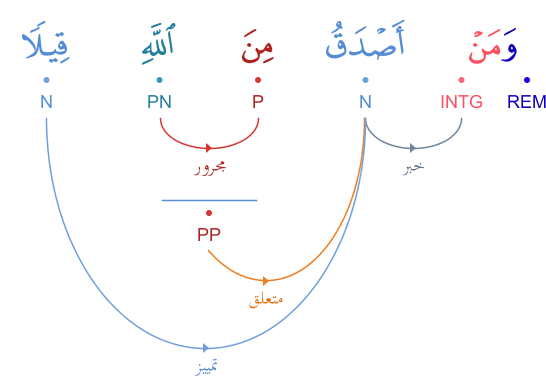 وَمَنْ أَصْدَقُ مِنَ ٱللَّهِ قِيلًا
REM INTG N P PN N
خبر
مجرور
PP
متعلق
تمييز